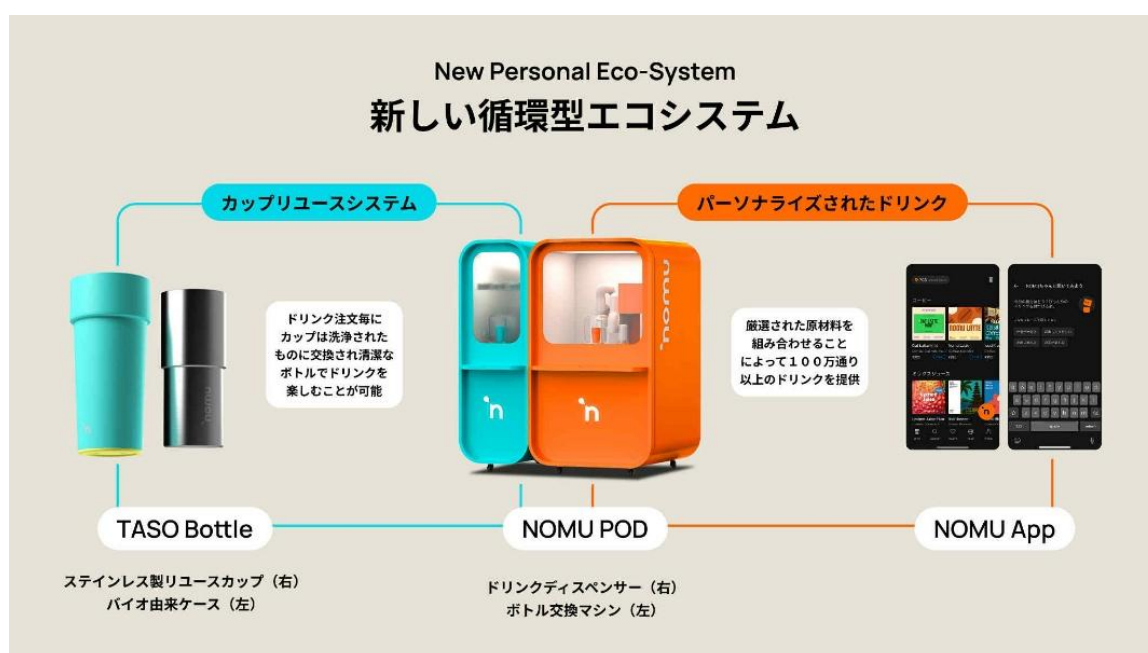 New Personal Eco-System
新しい循環型エコシステム
カップリユースシステム
パーソナライズされたドリンク
ドリンク注文毎に
カップは洗浄された
ものに交換され清潔な
ボトルでドリンクを
楽しむことが可能
nomu
nomu
厳選された原材料を
組み合わせること
によって100万通り
以上のドリンクを提供
コーヒー
NOMU LATTE
TASO Bottle
NOMU POD
NOMU App
ステインレス製リユースカップ（右）
バイオ由来ケース（左）
ドリンクディスペンサー（右）
ボトル交換マシン（左）